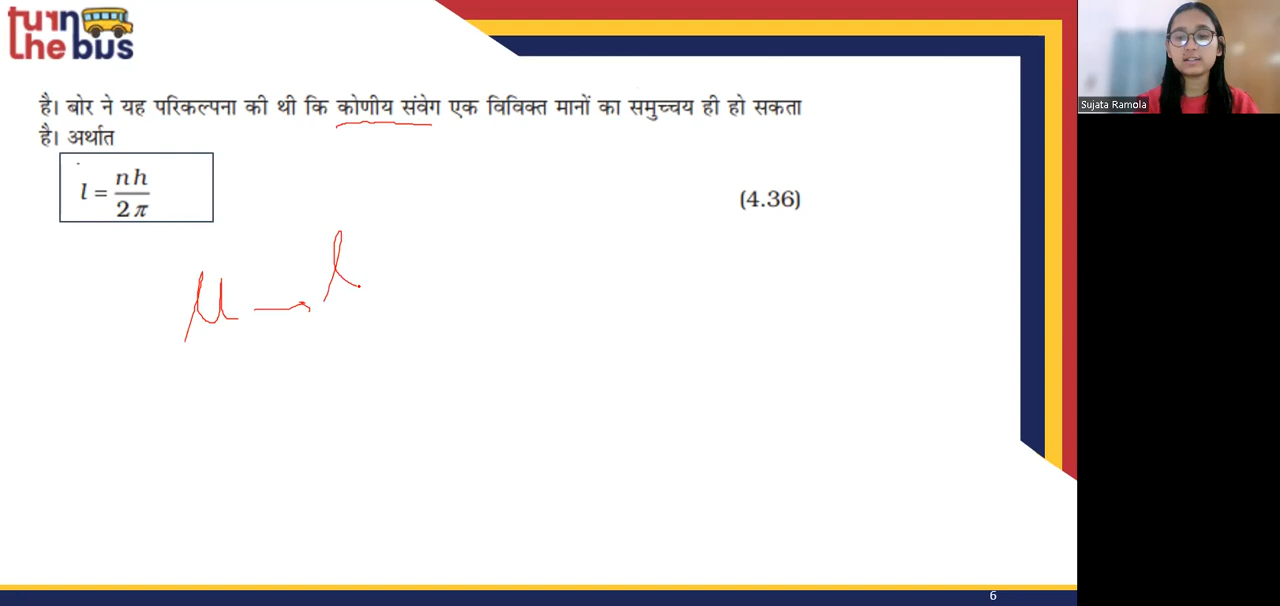 turn
the bus
Sujata Ramola
है। बोर ने यह परिकल्पना की थी कि कोणीय संवेग एक विविक्त मानों का समुच्चय ही हो सकता
है। अर्थात
l = nh / 2π
(4.36)
μ → l
6